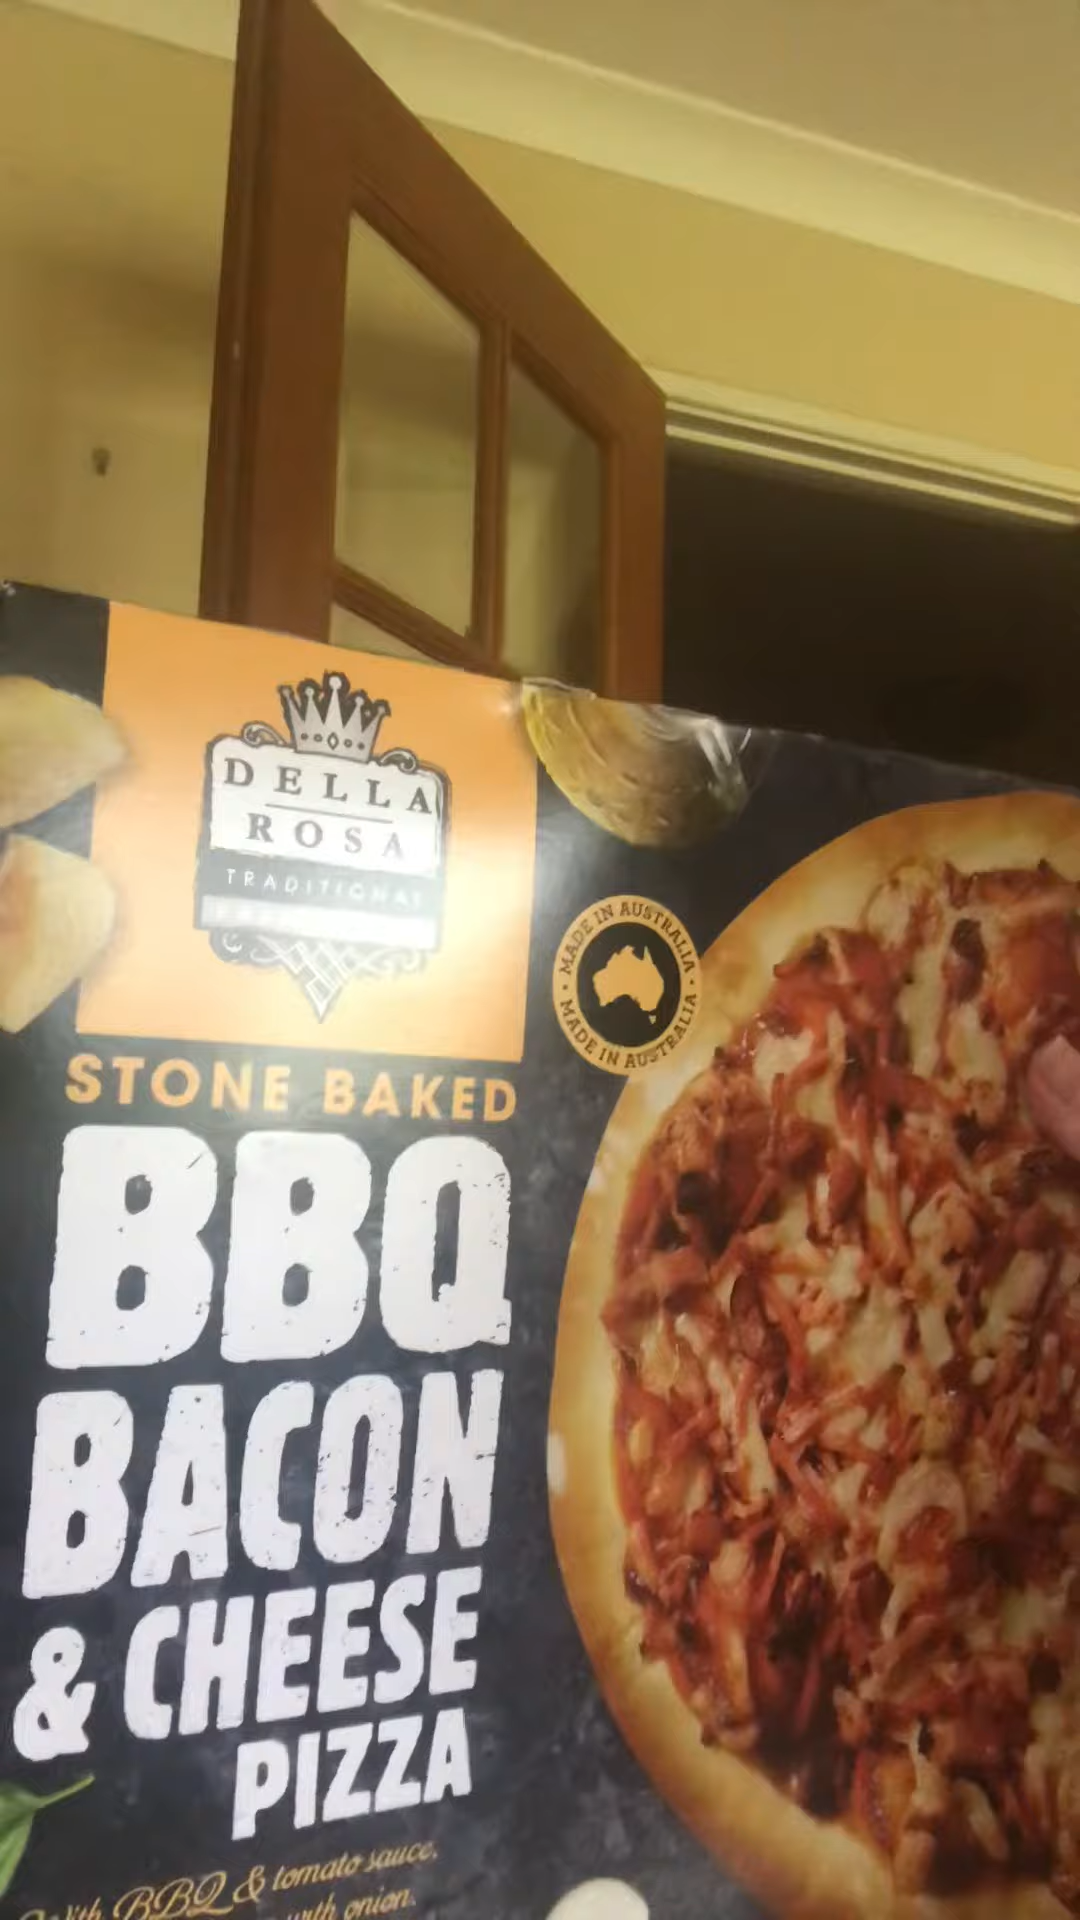 DELLA
ROSA
TRADITIONAL
MADE IN AUSTRALIA • MADE IN AUSTRALIA •
STONE BAKED
BBQ
BACON
& CHEESE
PIZZA
With BBQ & tomato sauce,
with onion.